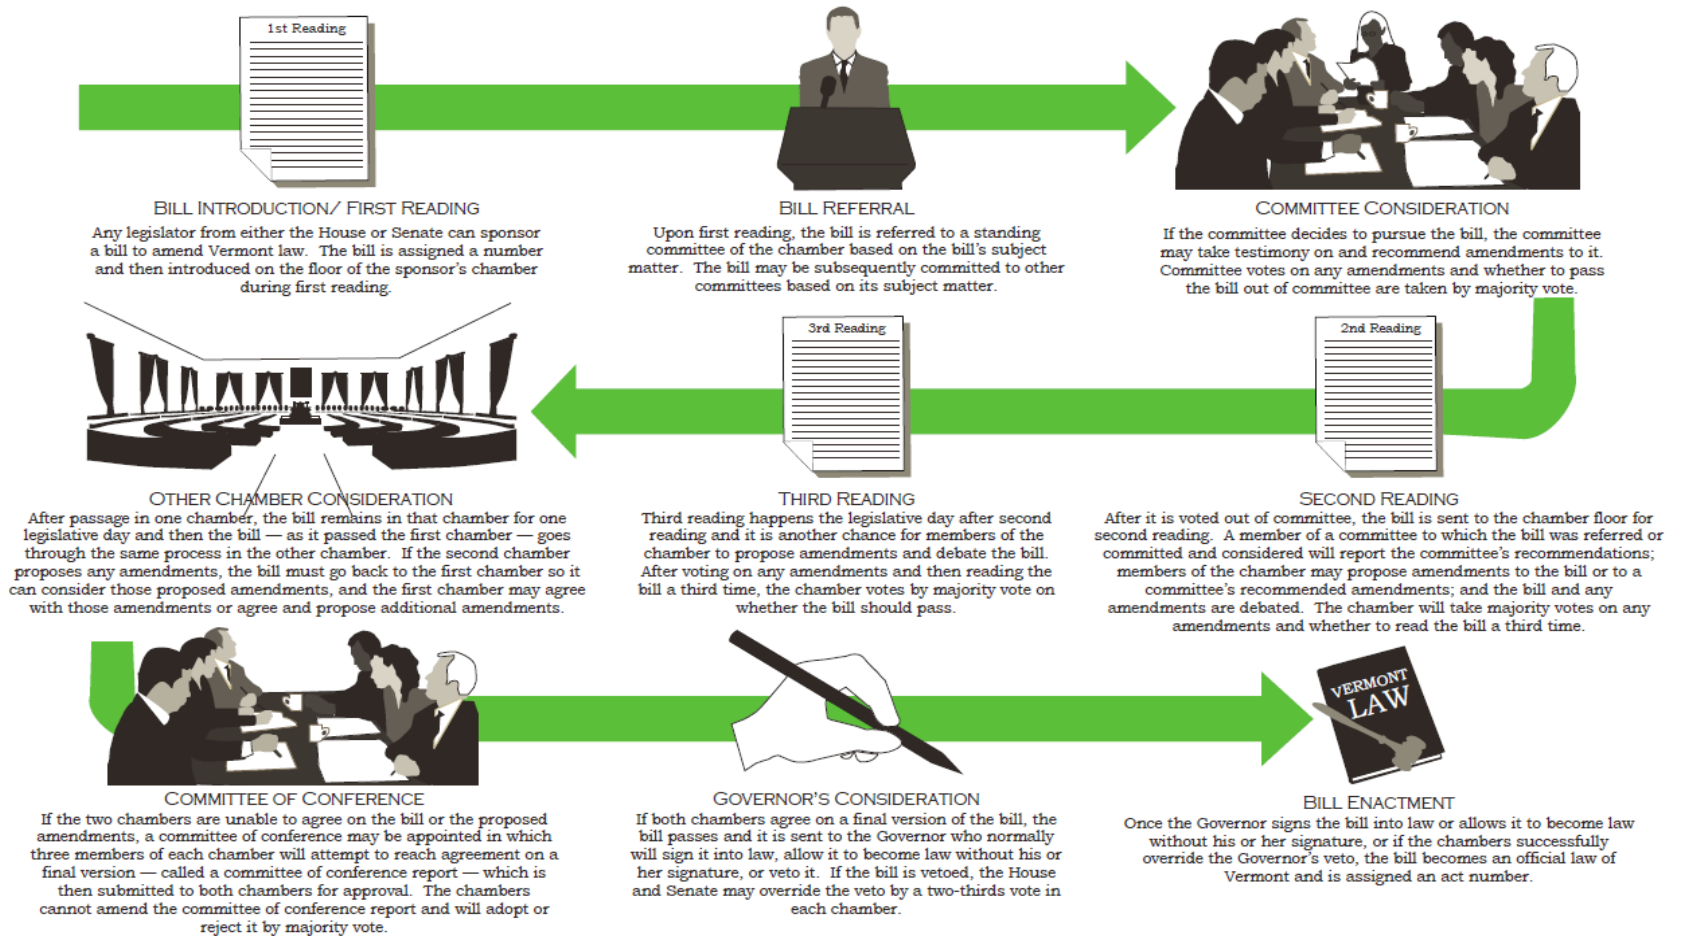 1st Reading
BILL INTRODUCTION/ FIRST READING
Any legislator from either the House or Senate can sponsor
a bill to amend Vermont law.  The bill is assigned a number
and then introduced on the floor of the sponsor's chamber
during first reading.
BILL REFERRAL
Upon first reading, the bill is referred to a standing
committee of the chamber based on the bill's subject
matter.  The bill may be subsequently committed to other
committees based on its subject matter.
COMMITTEE CONSIDERATION
If the committee decides to pursue the bill, the committee
may take testimony on and recommend amendments to it.
Committee votes on any amendments and whether to pass
the bill out of committee are taken by majority vote.
2nd Reading
SECOND READING
After it is voted out of committee, the bill is sent to the chamber floor for
second reading.  A member of a committee to which the bill was referred or
committed and considered will report the committee's recommendations;
members of the chamber may propose amendments to the bill or to a
committee's recommended amendments; and the bill and any
amendments are debated.  The chamber will take majority votes on any
amendments and whether to read the bill a third time.
3rd Reading
THIRD READING
Third reading happens the legislative day after second
reading and it is another chance for members of the
chamber to propose amendments and debate the bill.
After voting on any amendments and then reading the
bill a third time, the chamber votes by majority vote on
whether the bill should pass.
OTHER CHAMBER CONSIDERATION
After passage in one chamber, the bill remains in that chamber for one
legislative day and then the bill — as it passed the first chamber — goes
through the same process in the other chamber.  If the second chamber
proposes any amendments, the bill must go back to the first chamber so it
can consider those proposed amendments, and the first chamber may agree
with those amendments or agree and propose additional amendments.
COMMITTEE OF CONFERENCE
If the two chambers are unable to agree on the bill or the proposed
amendments, a committee of conference may be appointed in which
three members of each chamber will attempt to reach agreement on a
final version — called a committee of conference report — which is
then submitted to both chambers for approval.  The chambers
cannot amend the committee of conference report and will adopt or
reject it by majority vote.
GOVERNOR'S CONSIDERATION
If both chambers agree on a final version of the bill, the
bill passes and it is sent to the Governor who normally
will sign it into law, allow it to become law without his or
her signature, or veto it.  If the bill is vetoed, the House
and Senate may override the veto by a two-thirds vote in
each chamber.
VERMONT
LAW
BILL ENACTMENT
Once the Governor signs the bill into law or allows it to become law
without his or her signature, or if the chambers successfully
override the Governor's veto, the bill becomes an official law of
Vermont and is assigned an act number.